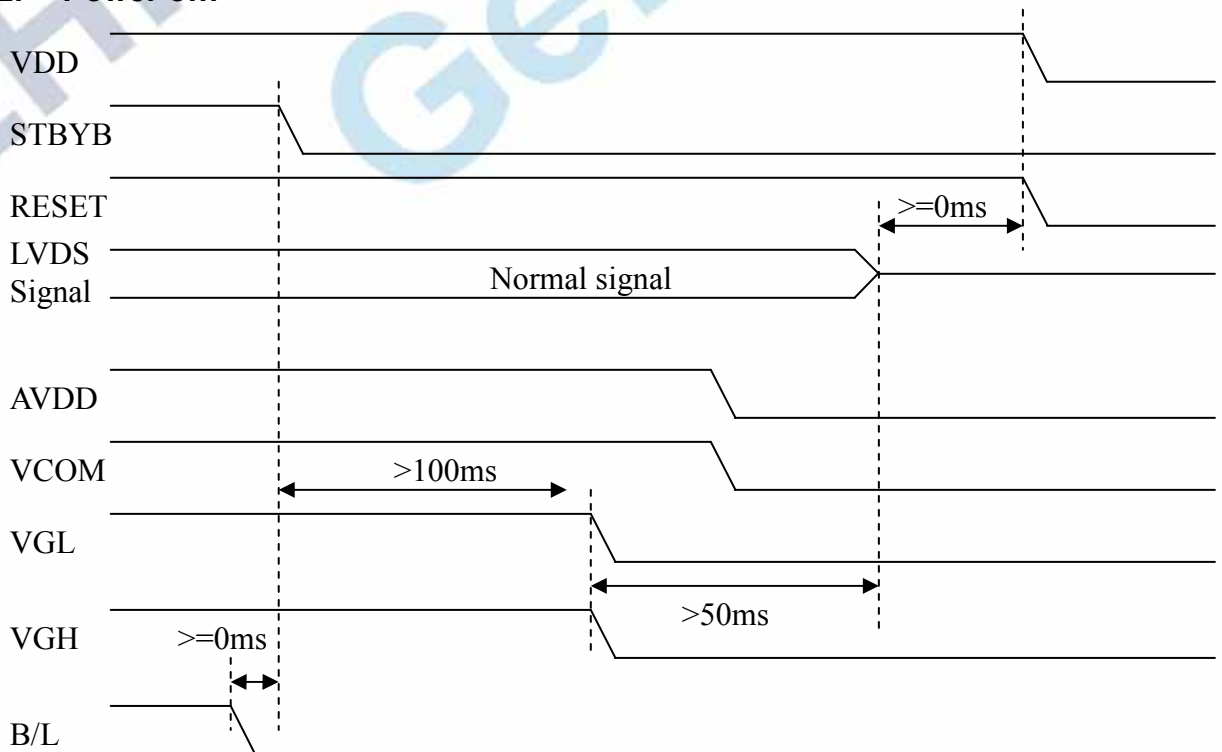 VDD
STBYB
RESET
>=0ms
LVDS
Signal
Normal signal
AVDD
VCOM
>100ms
VGL
>50ms
VGH
>=0ms
B/L